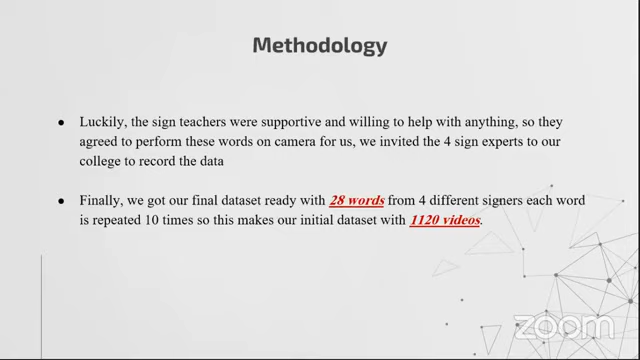 Methodology
● Luckily, the sign teachers were supportive and willing to help with anything, so they
agreed to perform these words on camera for us, we invited the 4 sign experts to our
college to record the data
● Finally, we got our final dataset ready with 28 words from 4 different signers each word
is repeated 10 times so this makes our initial dataset with 1120 videos.
zoom